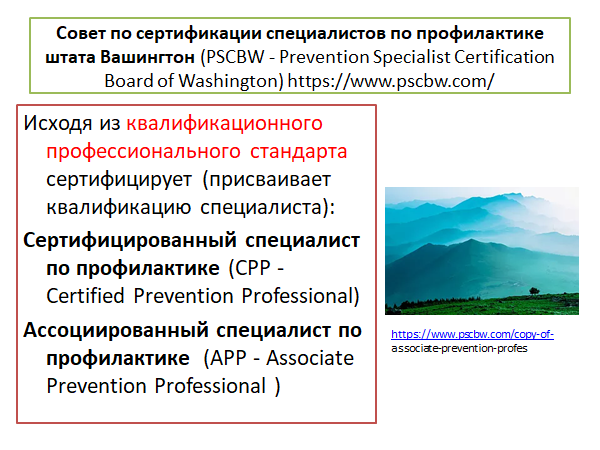 Совет по сертификации специалистов по профилактике
штата Вашингтон (PSCBW - Prevention Specialist Certification
Board of Washington) https://www.pscbw.com/
Исходя из квалификационного
профессионального стандарта
сертифицирует (присваивает
квалификацию специалиста):
Сертифицированный специалист
по профилактике (CPP -
Certified Prevention Professional)
Ассоциированный специалист по
профилактике (APP - Associate
Prevention Professional )
https://www.pscbw.com/copy-of-
associate-prevention-profes